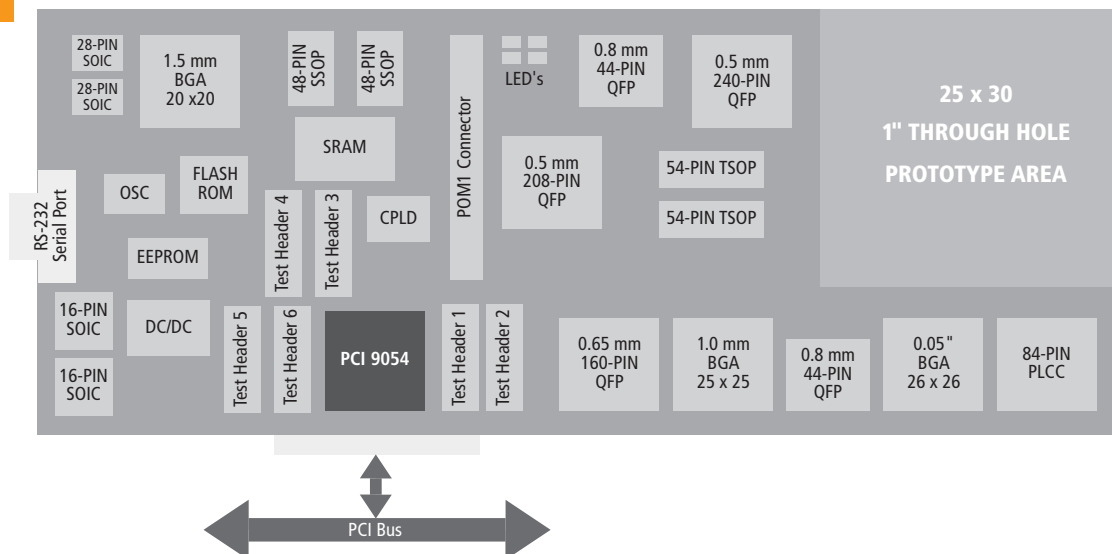 28-PIN
SOIC
28-PIN
SOIC
1.5 mm
BGA
20 x20
48-PIN
SSOP
48-PIN
SSOP
POM1 Connector
LED's
0.8 mm
44-PIN
QFP
0.5 mm
240-PIN
QFP
25 x 30
1" THROUGH HOLE
PROTOTYPE AREA
SRAM
0.5 mm
208-PIN
QFP
54-PIN TSOP
54-PIN TSOP
RS-232
Serial Port
OSC
FLASH
ROM
Test Header 4
Test Header 3
CPLD
EEPROM
16-PIN
SOIC
16-PIN
SOIC
DC/DC
Test Header 5
Test Header 6
PCI 9054
Test Header 1
Test Header 2
0.65 mm
160-PIN
QFP
1.0 mm
BGA
25 x 25
0.8 mm
44-PIN
QFP
0.05"
BGA
26 x 26
84-PIN
PLCC
PCI Bus